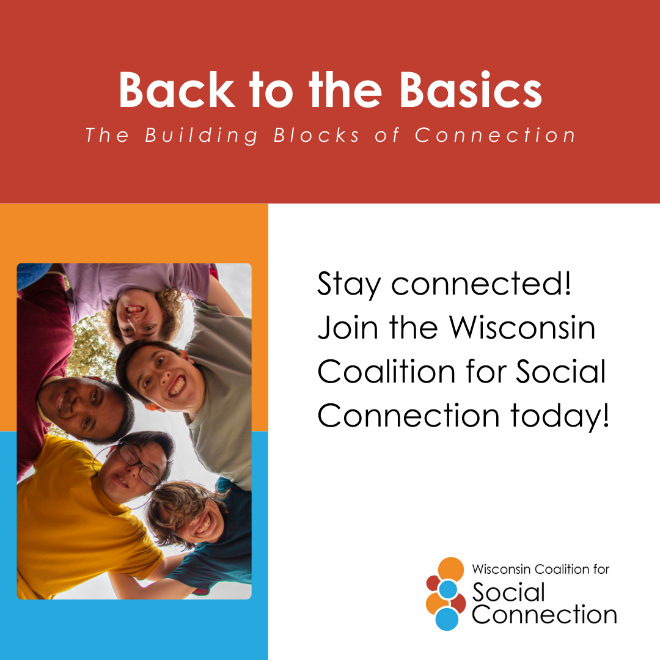 Back to the Basics
The Building Blocks of Connection
Stay connected!
Join the Wisconsin
Coalition for Social
Connection today!
Wisconsin Coalition for
Social
Connection